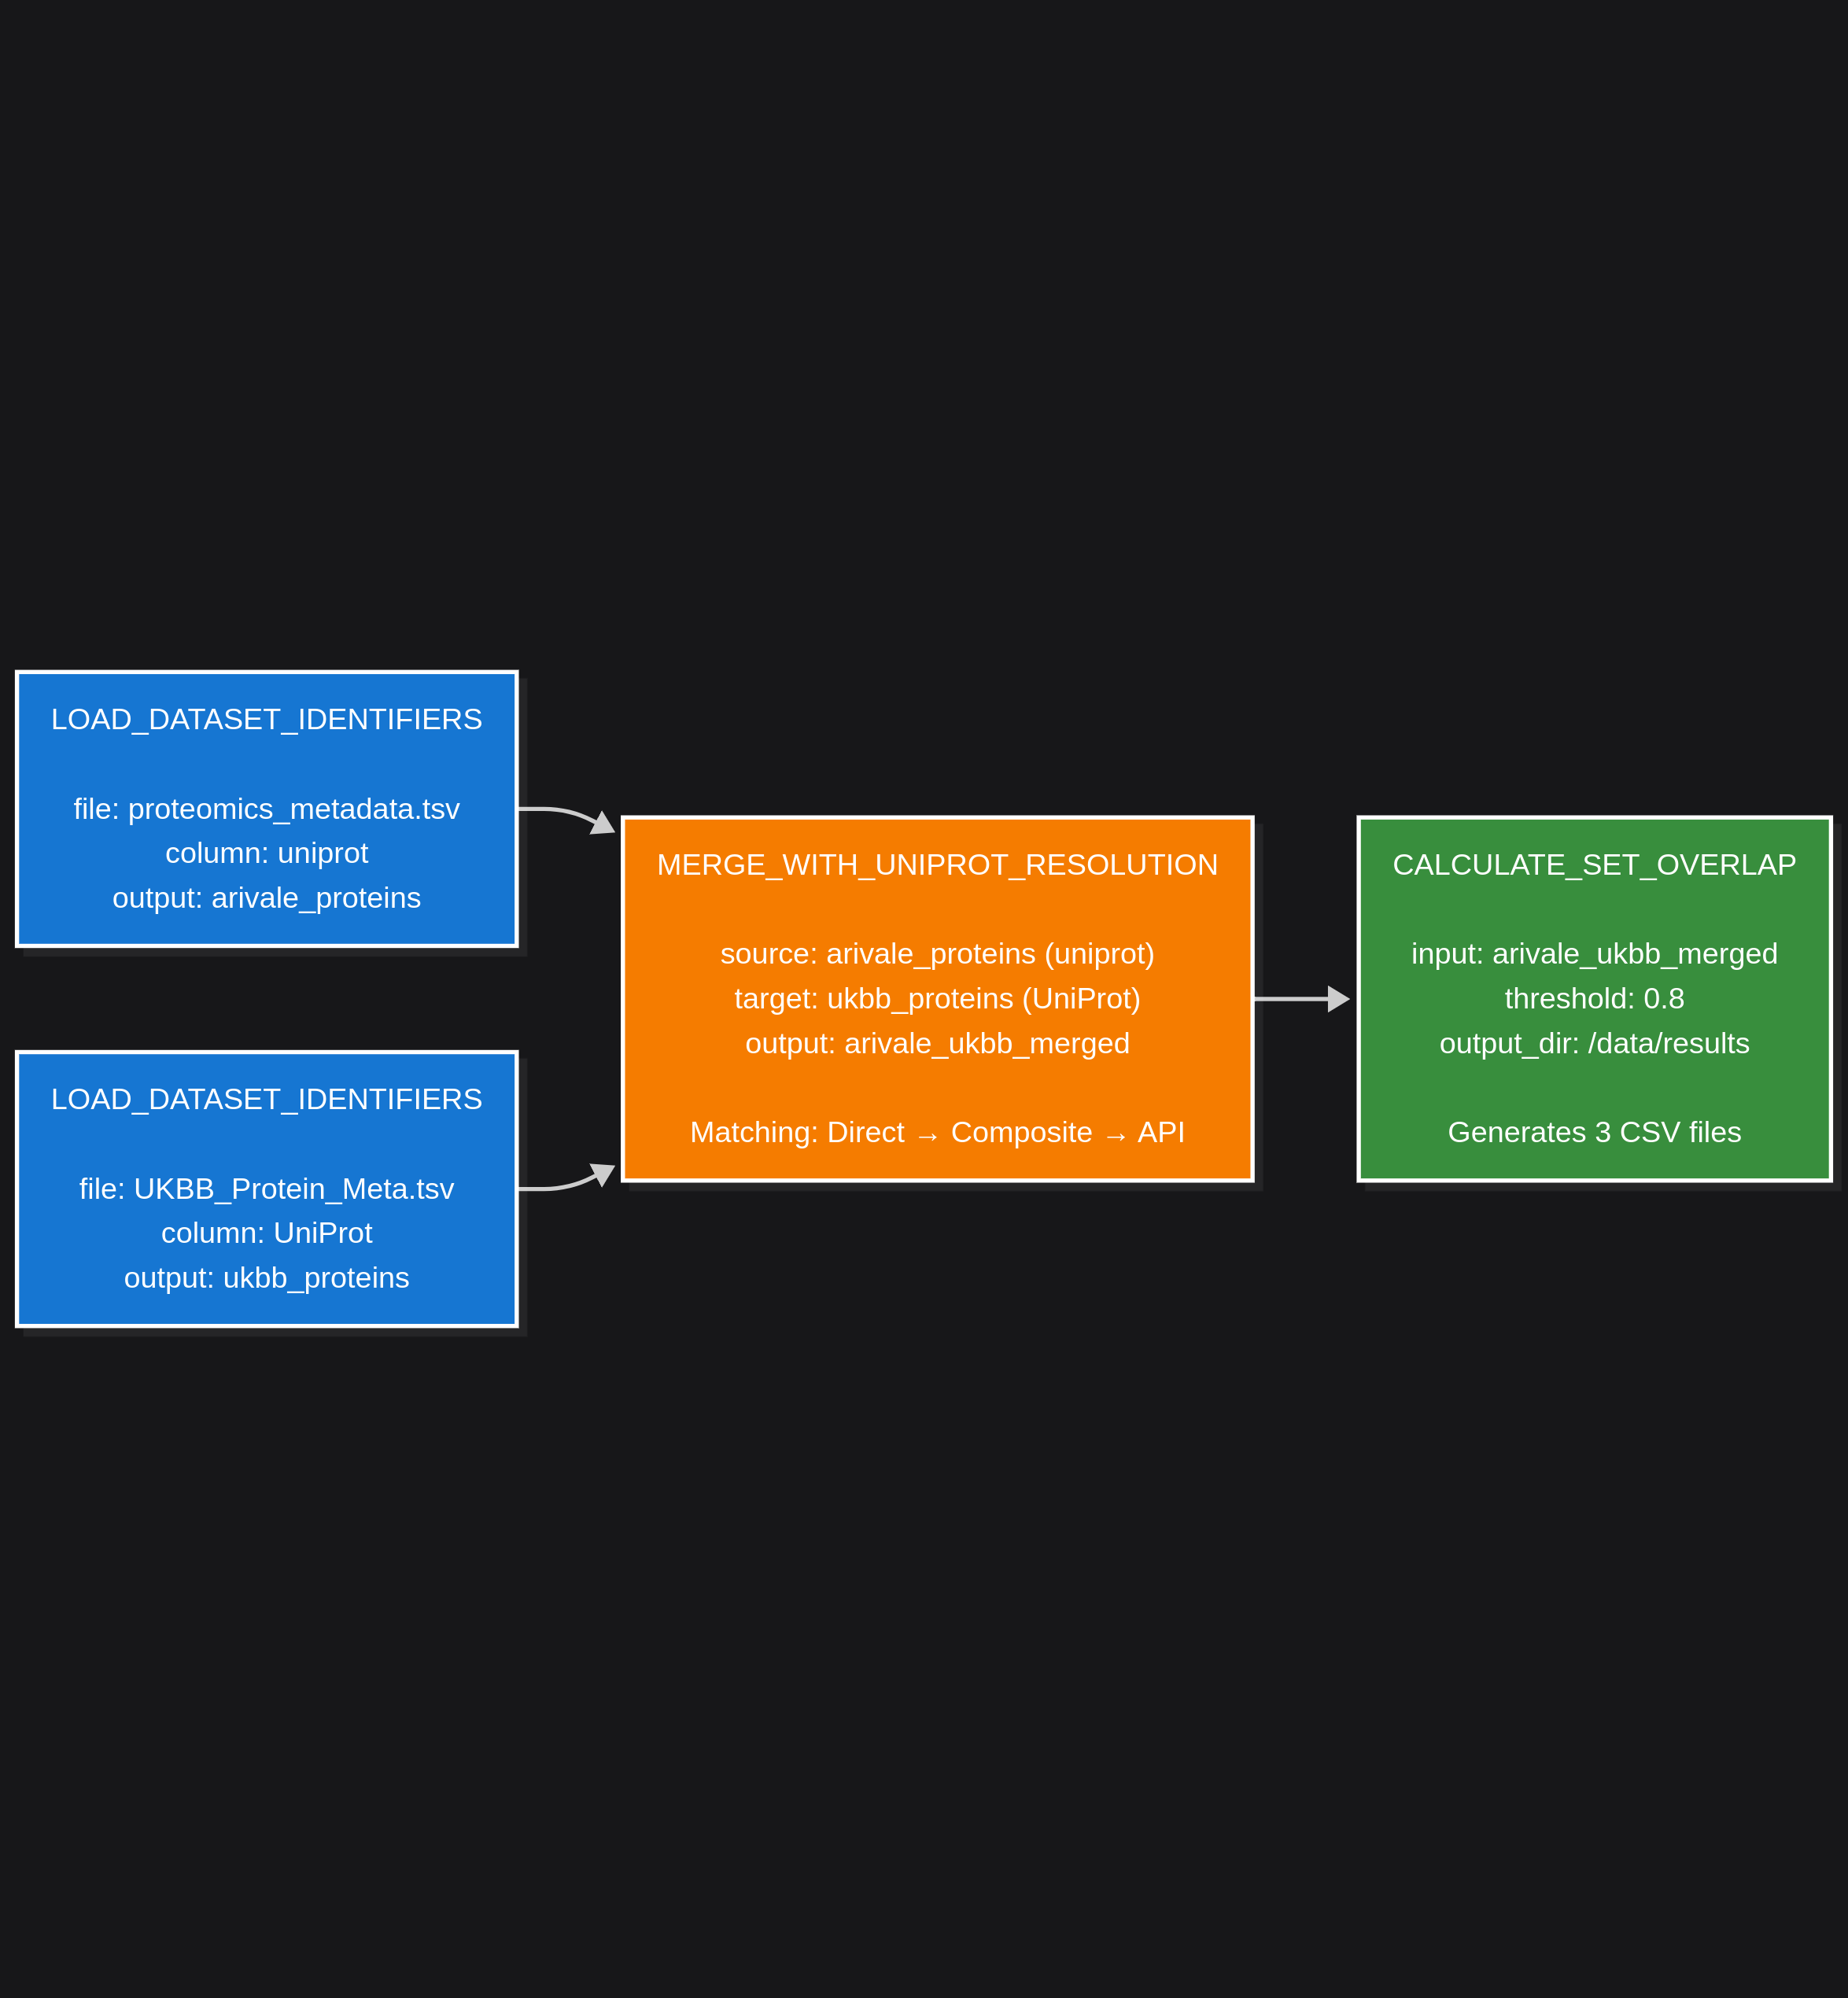 LOAD_DATASET_IDENTIFIERS
file: proteomics_metadata.tsv
column: uniprot
output: arivale_proteins
LOAD_DATASET_IDENTIFIERS
file: UKBB_Protein_Meta.tsv
column: UniProt
output: ukbb_proteins
MERGE_WITH_UNIPROT_RESOLUTION
source: arivale_proteins (uniprot)
target: ukbb_proteins (UniProt)
output: arivale_ukbb_merged
Matching: Direct → Composite → API
CALCULATE_SET_OVERLAP
input: arivale_ukbb_merged
threshold: 0.8
output_dir: /data/results
Generates 3 CSV files